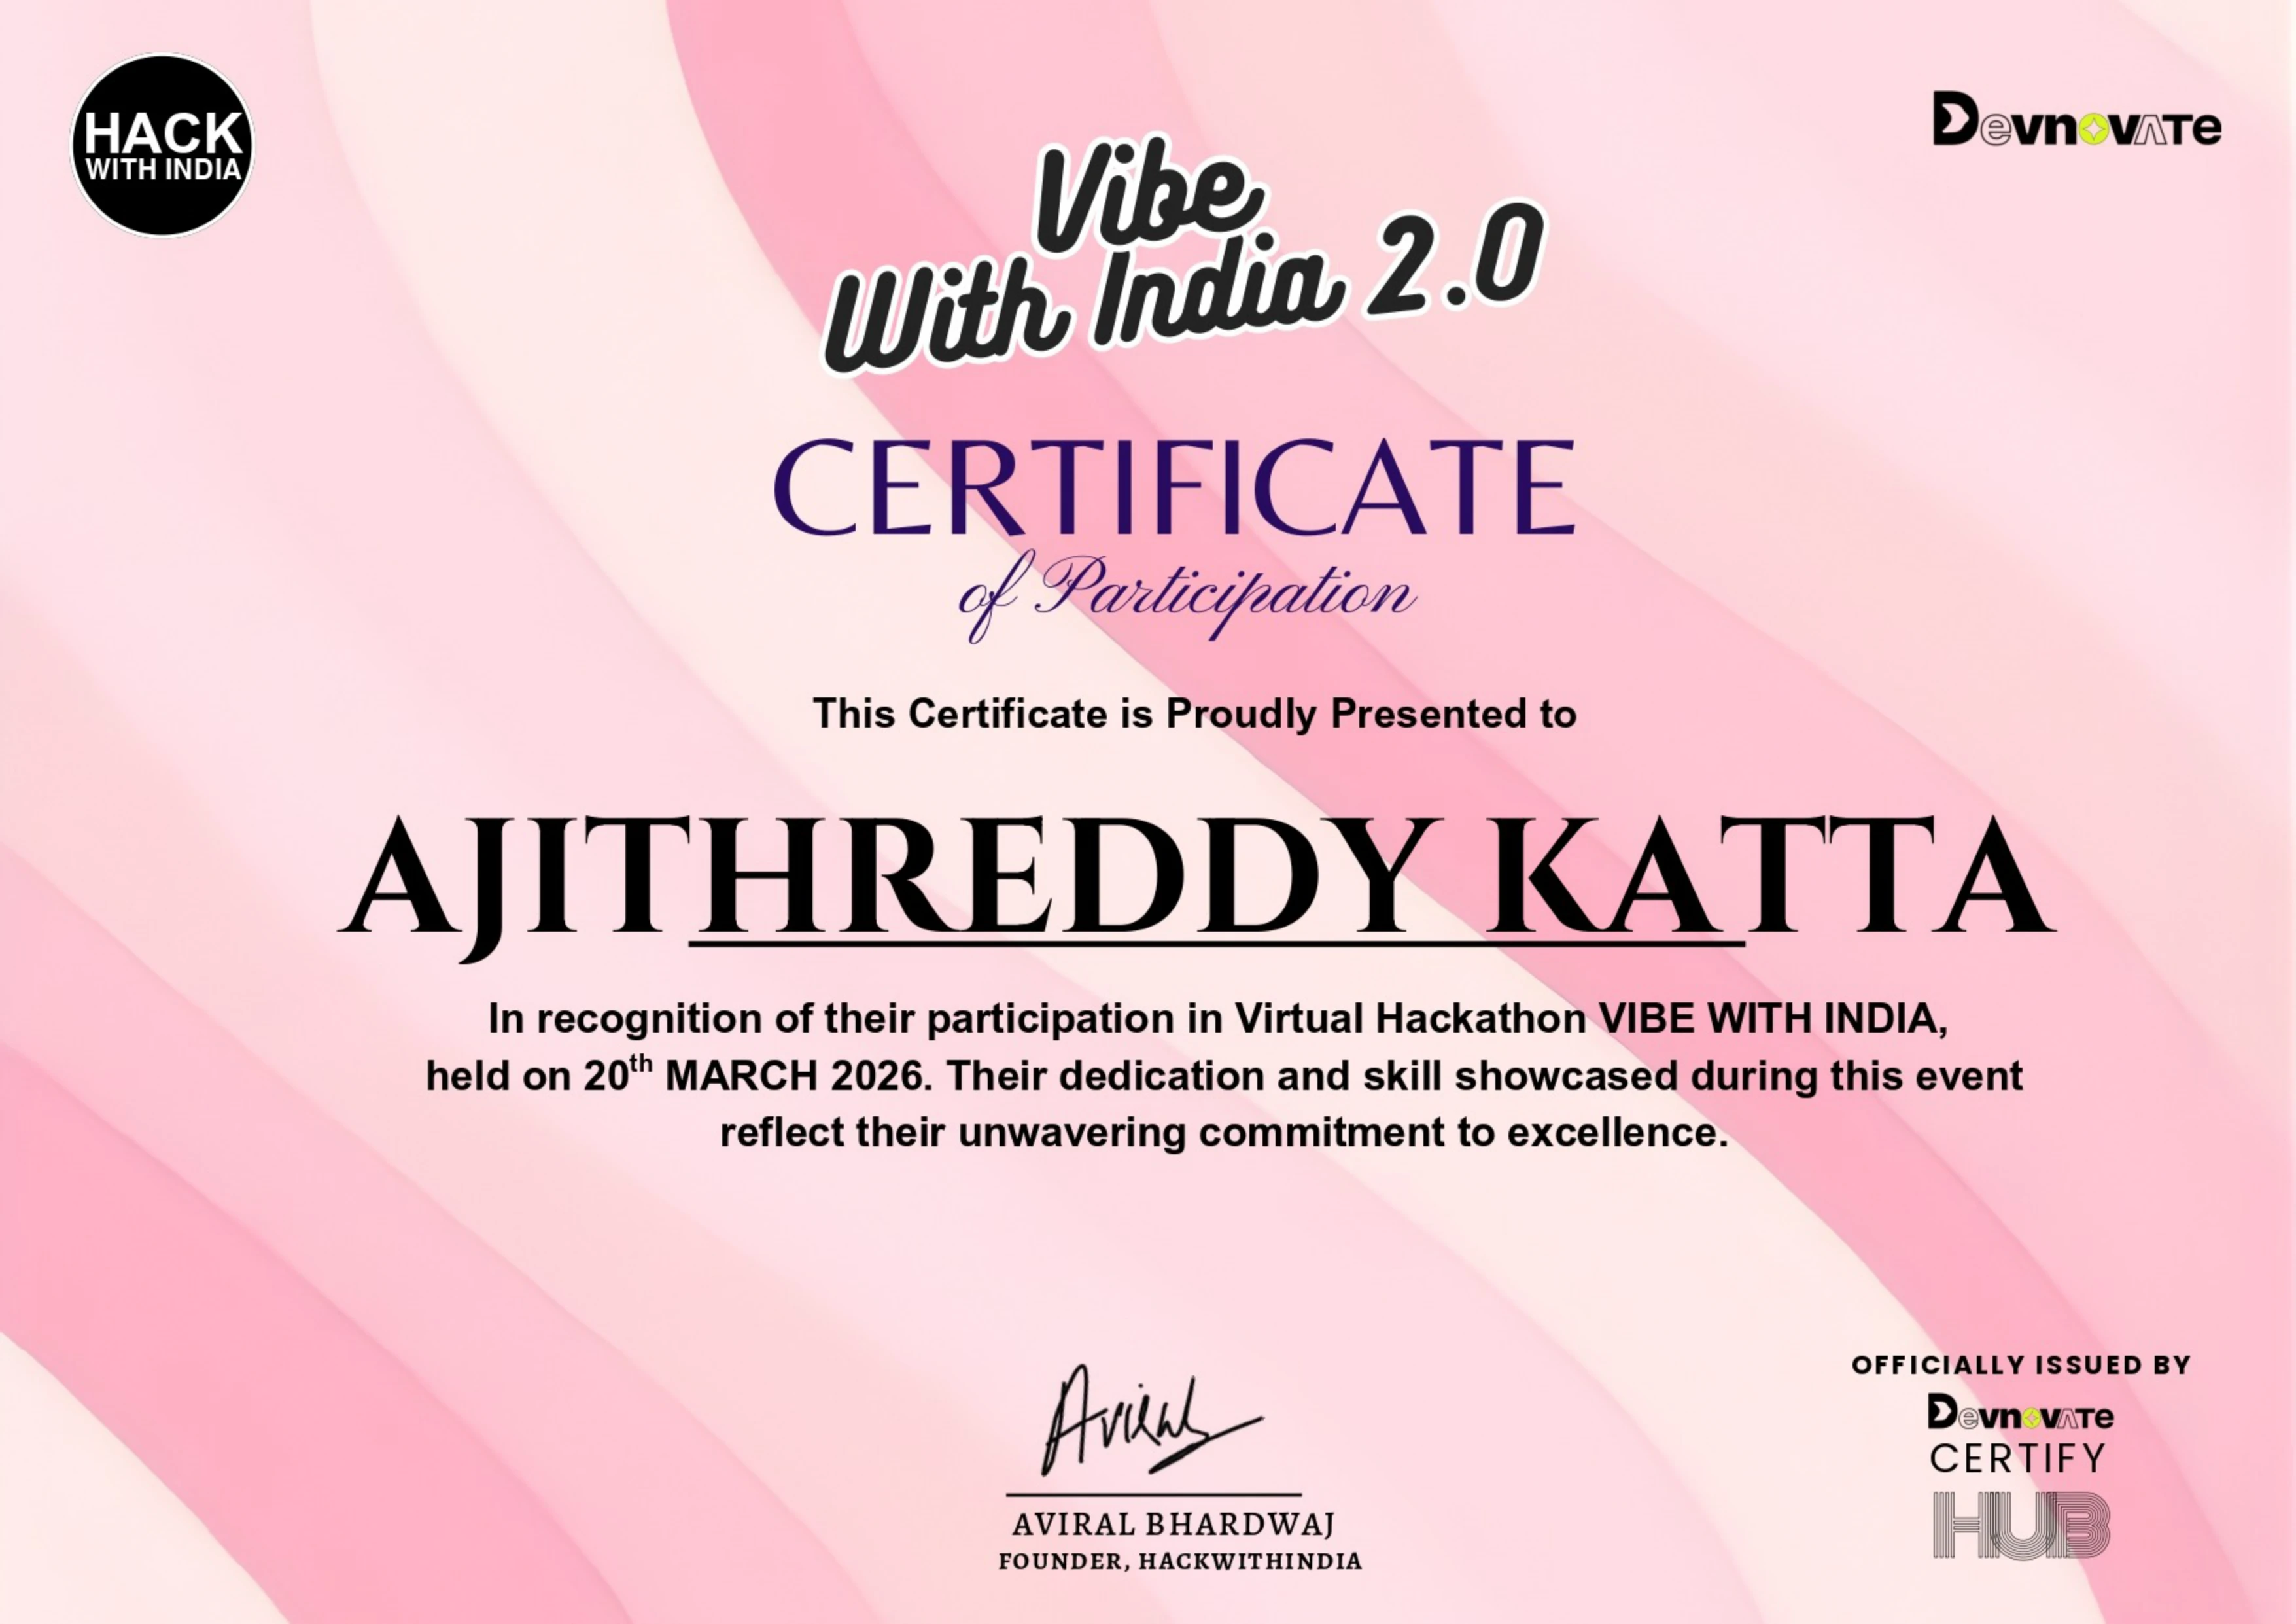 HACK
WITH INDIA
Devnovate
Vibe
With India 2.0
CERTIFICATE
of Participation
This Certificate is Proudly Presented to
AJITHREDDY KATTA
In recognition of their participation in Virtual Hackathon VIBE WITH INDIA,
held on 20th MARCH 2026. Their dedication and skill showcased during this event
reflect their unwavering commitment to excellence.
Aviral
AVIRAL BHARDWAJ
FOUNDER, HACKWITHINDIA
OFFICIALLY ISSUED BY
Devnovate
CERTIFY
HUB